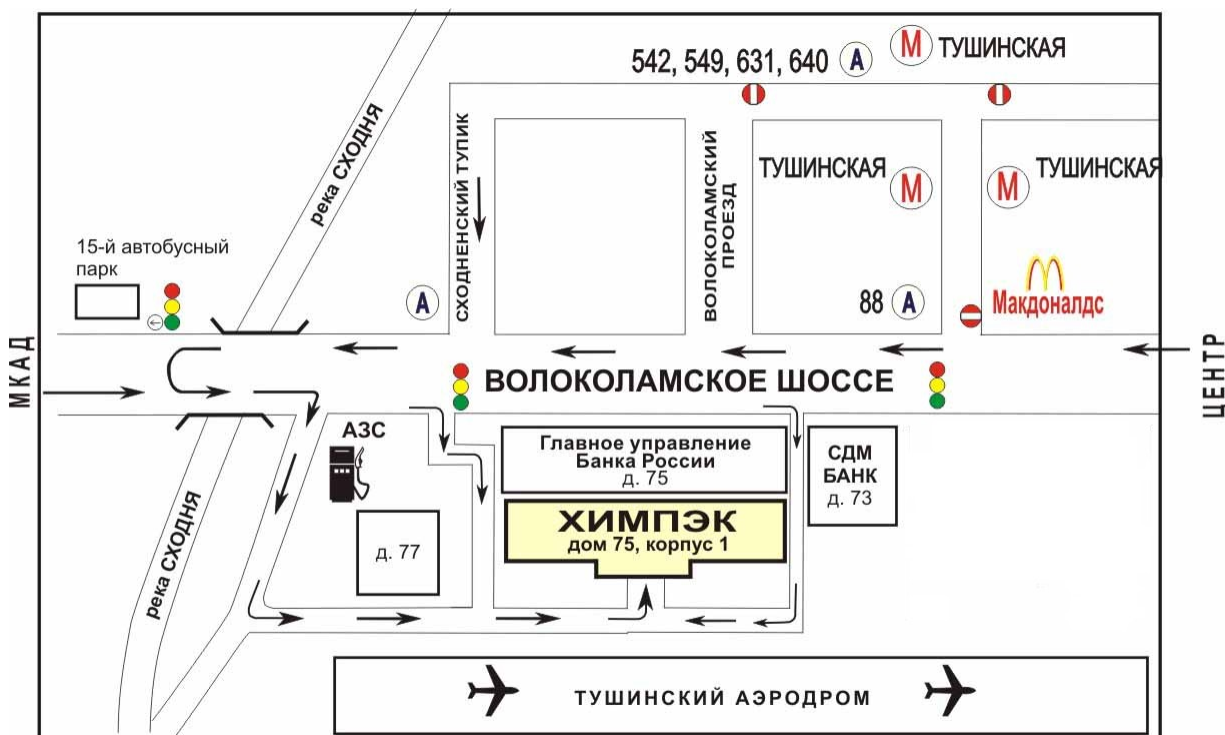 542, 549, 631, 640 А
М ТУШИНСКАЯ
река СХОДНЯ
СХОДНЕНСКИЙ ТУПИК
ВОЛОКОЛАМСКИЙ
ПРОЕЗД
ТУШИНСКАЯ
М
М
ТУШИНСКАЯ
15-й автобусный
парк
А
88 А
Макдоналдс
МКАД
ЦЕНТР
ВОЛОКОЛАМСКОЕ ШОССЕ
АЗС
Главное управление
Банка России
д. 75
СДМ
БАНК
д. 73
ХИМПЭК
дом 75, корпус 1
д. 77
река СХОДНЯ
ТУШИНСКИЙ АЭРОДРОМ